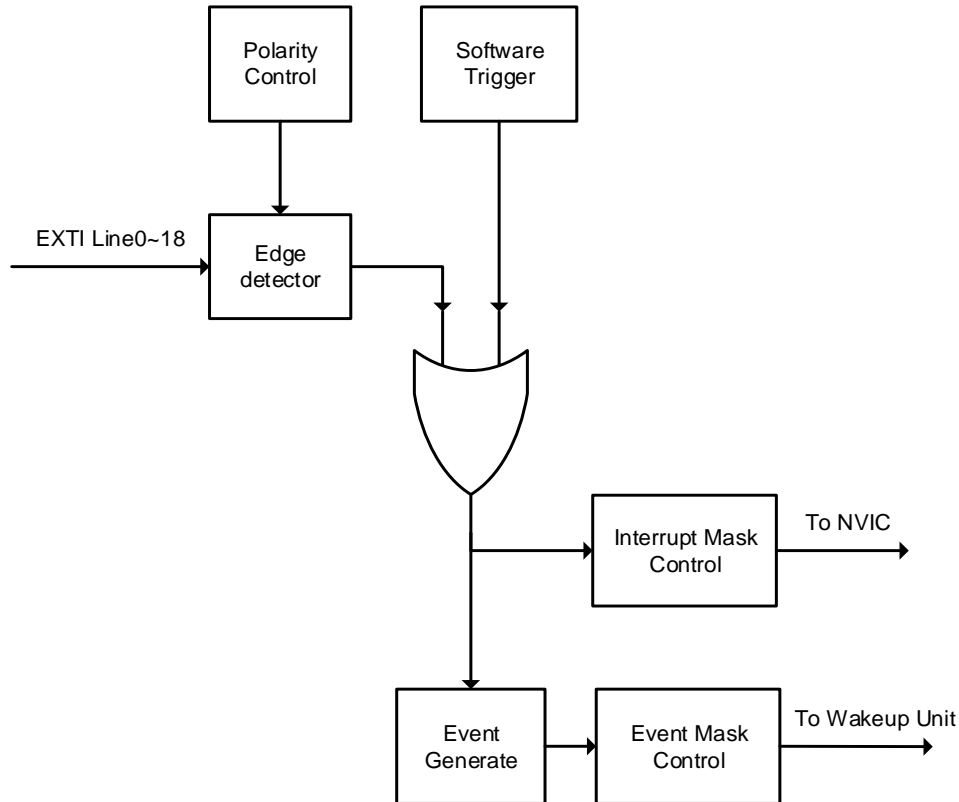 Polarity
Control
Software
Trigger
EXTI Line0~18
Edge
detector
Interrupt Mask
Control
To NVIC
Event
Generate
Event Mask
Control
To Wakeup Unit